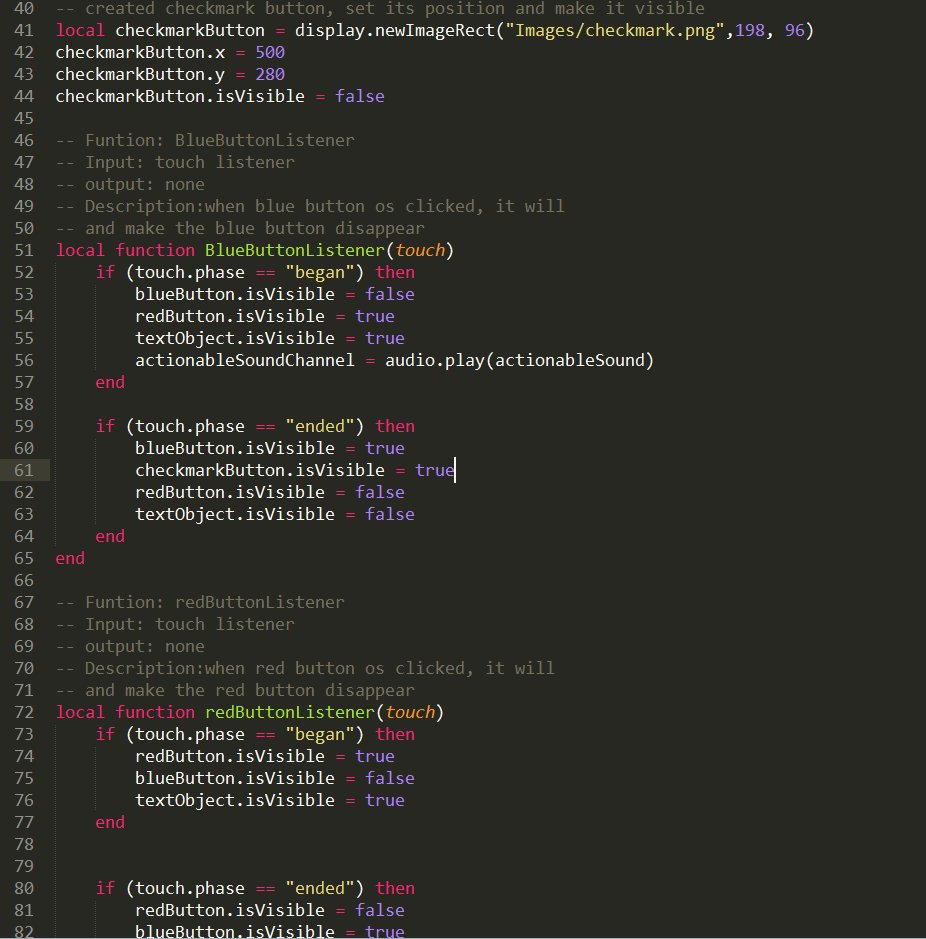 40 -- created checkmark button, set its position and make it visible
41 local checkmarkButton = display.newImageRect("Images/checkmark.png",198, 96)
42 checkmarkButton.x = 500
43 checkmarkButton.y = 280
44 checkmarkButton.isVisible = false
45
46 -- Funtion: BlueButtonListener
47 -- Input: touch listener
48 -- output: none
49 -- Description:when blue button os clicked, it will
50 -- and make the blue button disappear
51 local function BlueButtonListener(touch)
52     if (touch.phase == "began") then
53         blueButton.isVisible = false
54         redButton.isVisible = true
55         textObject.isVisible = true
56         actionableSoundChannel = audio.play(actionableSound)
57     end
58
59     if (touch.phase == "ended") then
60         blueButton.isVisible = true
61         checkmarkButton.isVisible = true
62         redButton.isVisible = false
63         textObject.isVisible = false
64     end
65 end
66
67 -- Funtion: redButtonListener
68 -- Input: touch listener
69 -- output: none
70 -- Description:when red button os clicked, it will
71 -- and make the red button disappear
72 local function redButtonListener(touch)
73     if (touch.phase == "began") then
74         redButton.isVisible = true
75         blueButton.isVisible = false
76         textObject.isVisible = true
77     end
78
79
80     if (touch.phase == "ended") then
81         redButton.isVisible = false
82         blueButton.isVisible = true